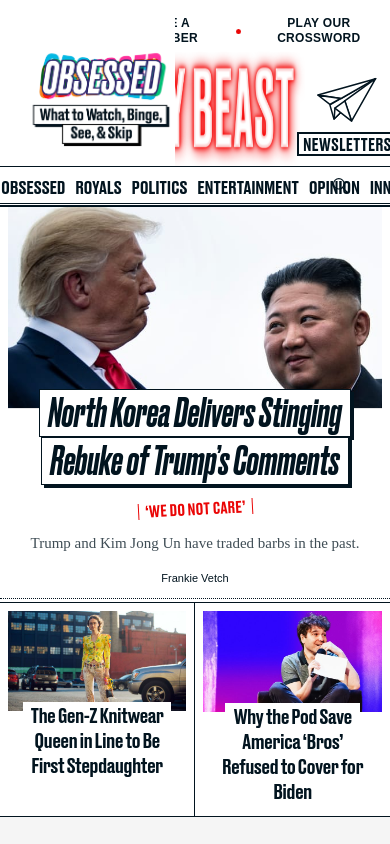 E A
BER
PLAY OUR
CROSSWORD
OBSESSED
What to Watch, Binge,
See, & Skip
Y BEAST
NEWSLETTERS
OBSESSED ROYALS POLITICS ENTERTAINMENT OPINION INN
North Korea Delivers Stinging
Rebuke of Trump’s Comments
‘WE DO NOT CARE’
Trump and Kim Jong Un have traded barbs in the past.
Frankie Vetch
The Gen-Z Knitwear
Queen in Line to Be
First Stepdaughter
Why the Pod Save
America ‘Bros’
Refused to Cover for
Biden